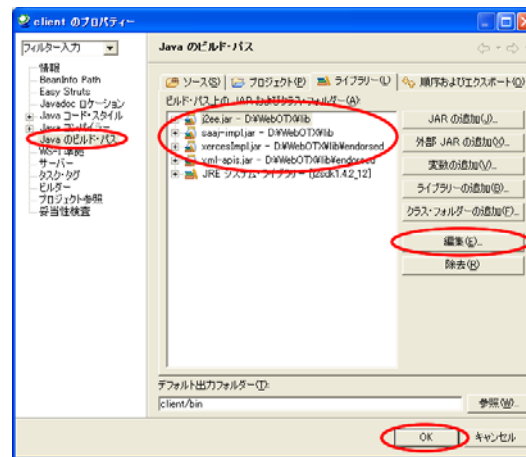 client のプロパティー
フィルター入力
情報
BeanInfo Path
Easy Struts
Javadoc ロケーション
Java コード・スタイル
Java コンパイラー
Java のビルド・パス
WS-I 準拠
サーバー
タスク・タグ
ビルダー
プロジェクト参照
妥当性検査
Java のビルド・パス
ソース(S) プロジェクト(P) ライブラリー(L) 順序およびエクスポート(O)
ビルド・パス上の JAR およびクラス・フォルダー(A):
j2ee.jar - D:¥WebOTX¥lib
saaj-impl.jar - D:¥WebOTX¥lib
xercesImpl.jar - D:¥WebOTX¥lib¥endorsed
xml-apis.jar - D:¥WebOTX¥lib¥endorsed
JRE システム・ライブラリー [j2sdk1.4.2_12]
JAR の追加(J)...
外部 JAR の追加(X)...
変数の追加(V)...
ライブラリーの追加(B)...
クラス・フォルダーの追加(F)...
編集(E)...
除去(R)
デフォルト出力フォルダー(T):
client/bin
参照(W)...
OK
キャンセル